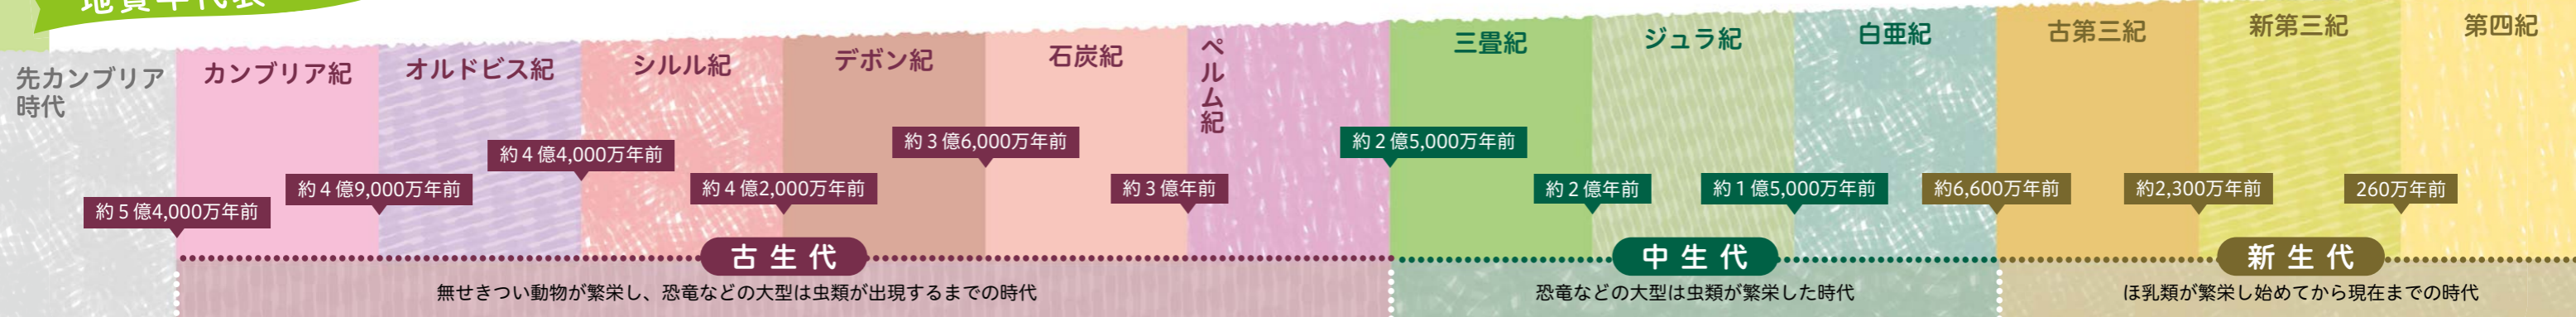 地質年代表
先カンブリア
時代
カンブリア紀
オルドビス紀
シルル紀
デボン紀
石炭紀
ペルム紀
三畳紀
ジュラ紀
白亜紀
古第三紀
新第三紀
第四紀
約5億4,000万年前
約4億9,000万年前
約4億4,000万年前
約4億2,000万年前
約3億6,000万年前
約3億年前
約2億5,000万年前
約2億年前
約1億5,000万年前
約6,600万年前
約2,300万年前
260万年前
古生代
無せきつい動物が繁栄し、恐竜などの大型は虫類が出現するまでの時代
中生代
恐竜などの大型は虫類が繁栄した時代
新生代
ほ乳類が繁栄し始めてから現在までの時代